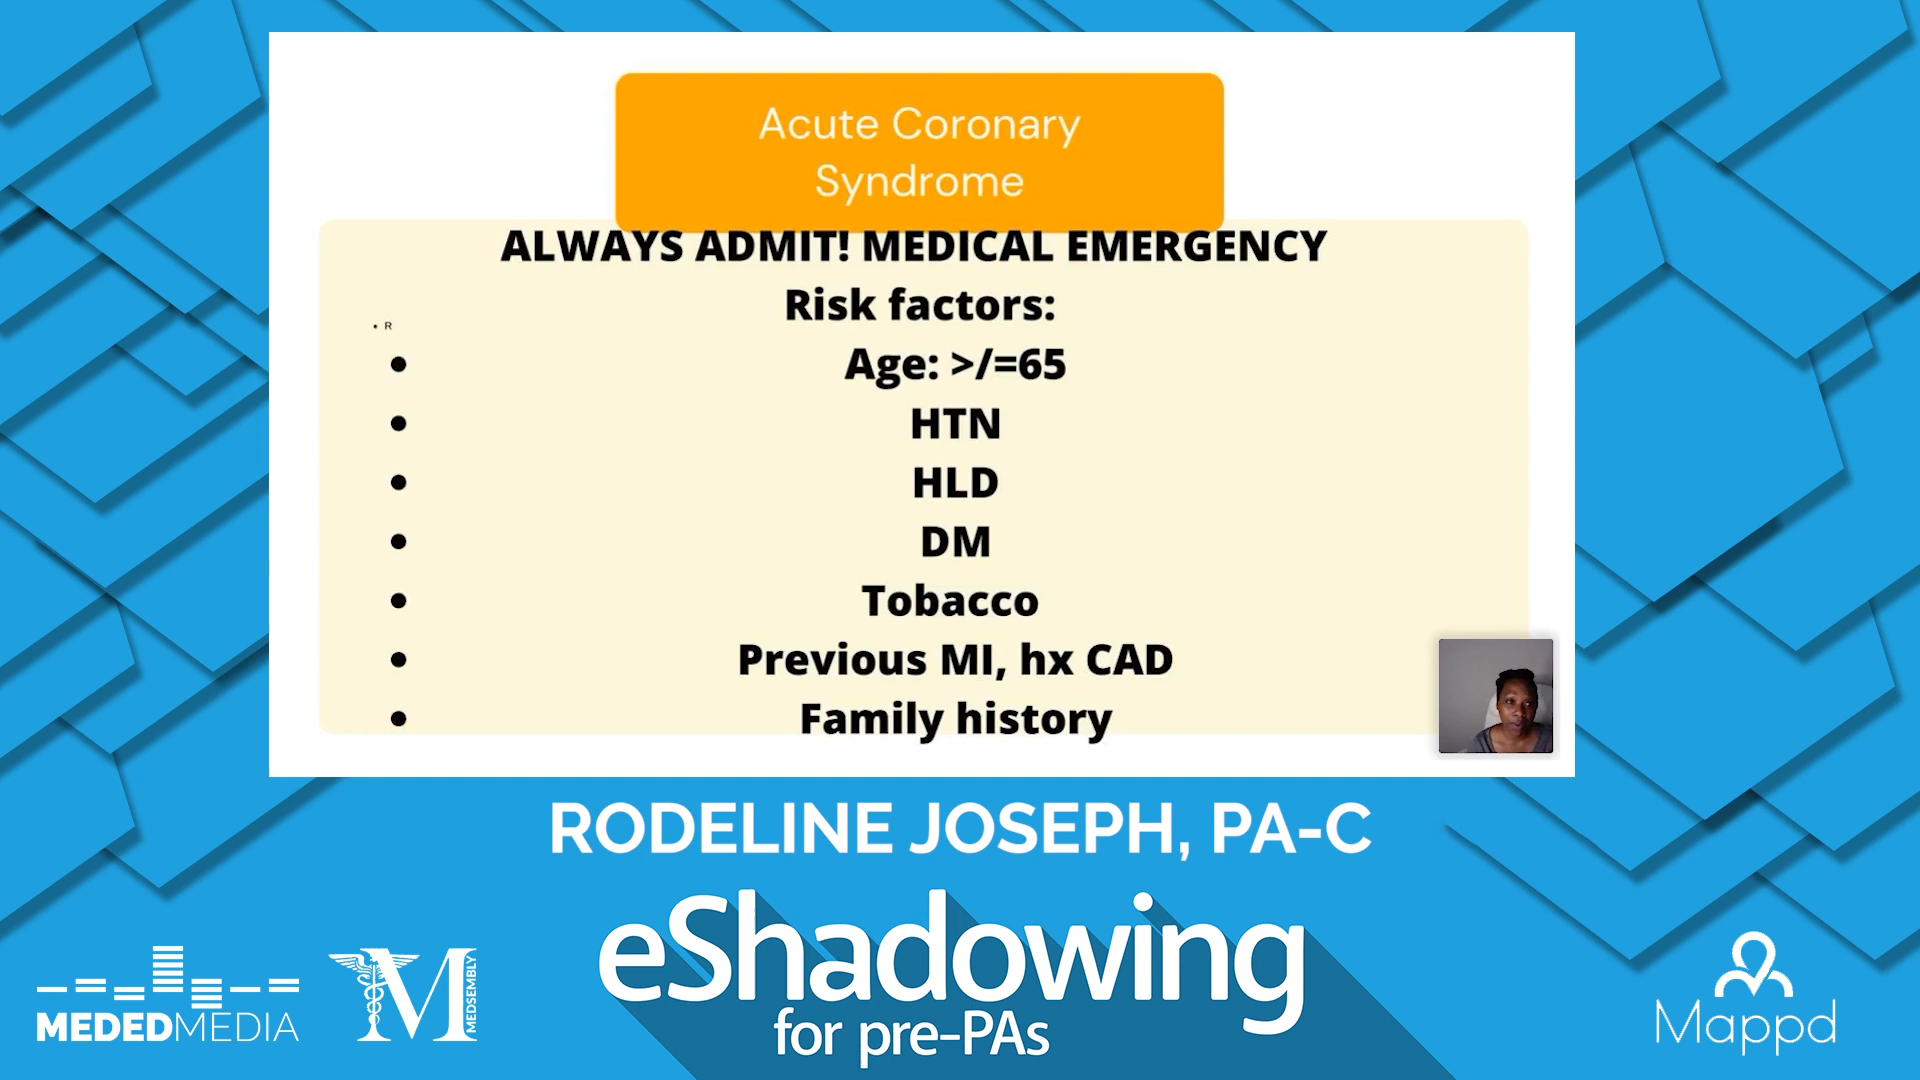 Acute Coronary
Syndrome
ALWAYS ADMIT! MEDICAL EMERGENCY
Risk factors:
• R
• Age: >/=65
• HTN
• HLD
• DM
• Tobacco
• Previous MI, hx CAD
• Family history
RODELINE JOSEPH, PA-C
eShadowing
for pre-PAs
MEDEDMEDIA
M
MEDSEMBLY
Mappd